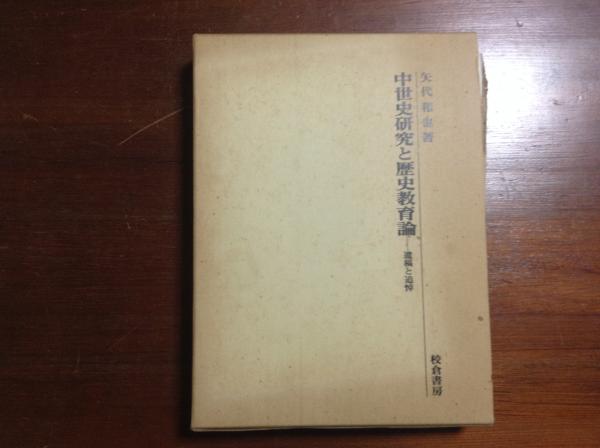 矢代和也著
中世史研究と歴史教育論
——遺稿と追悼
校倉書房